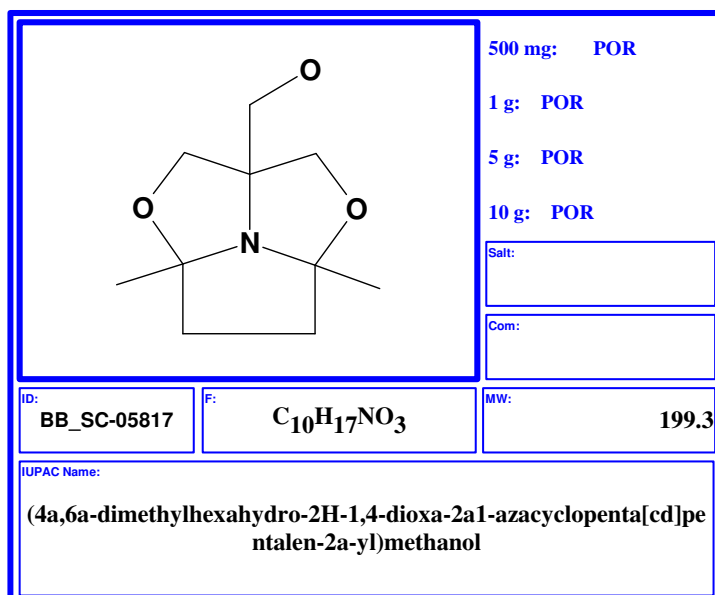 O
O
O
N
500 mg: POR
1 g: POR
5 g: POR
10 g: POR
Salt:
Com:
ID:
BB_SC-05817
F:
C10H17NO3
MW:
199.3
IUPAC Name:
(4a,6a-dimethylhexahydro-2H-1,4-dioxa-2a1-azacyclopenta[cd]pe
ntalen-2a-yl)methanol